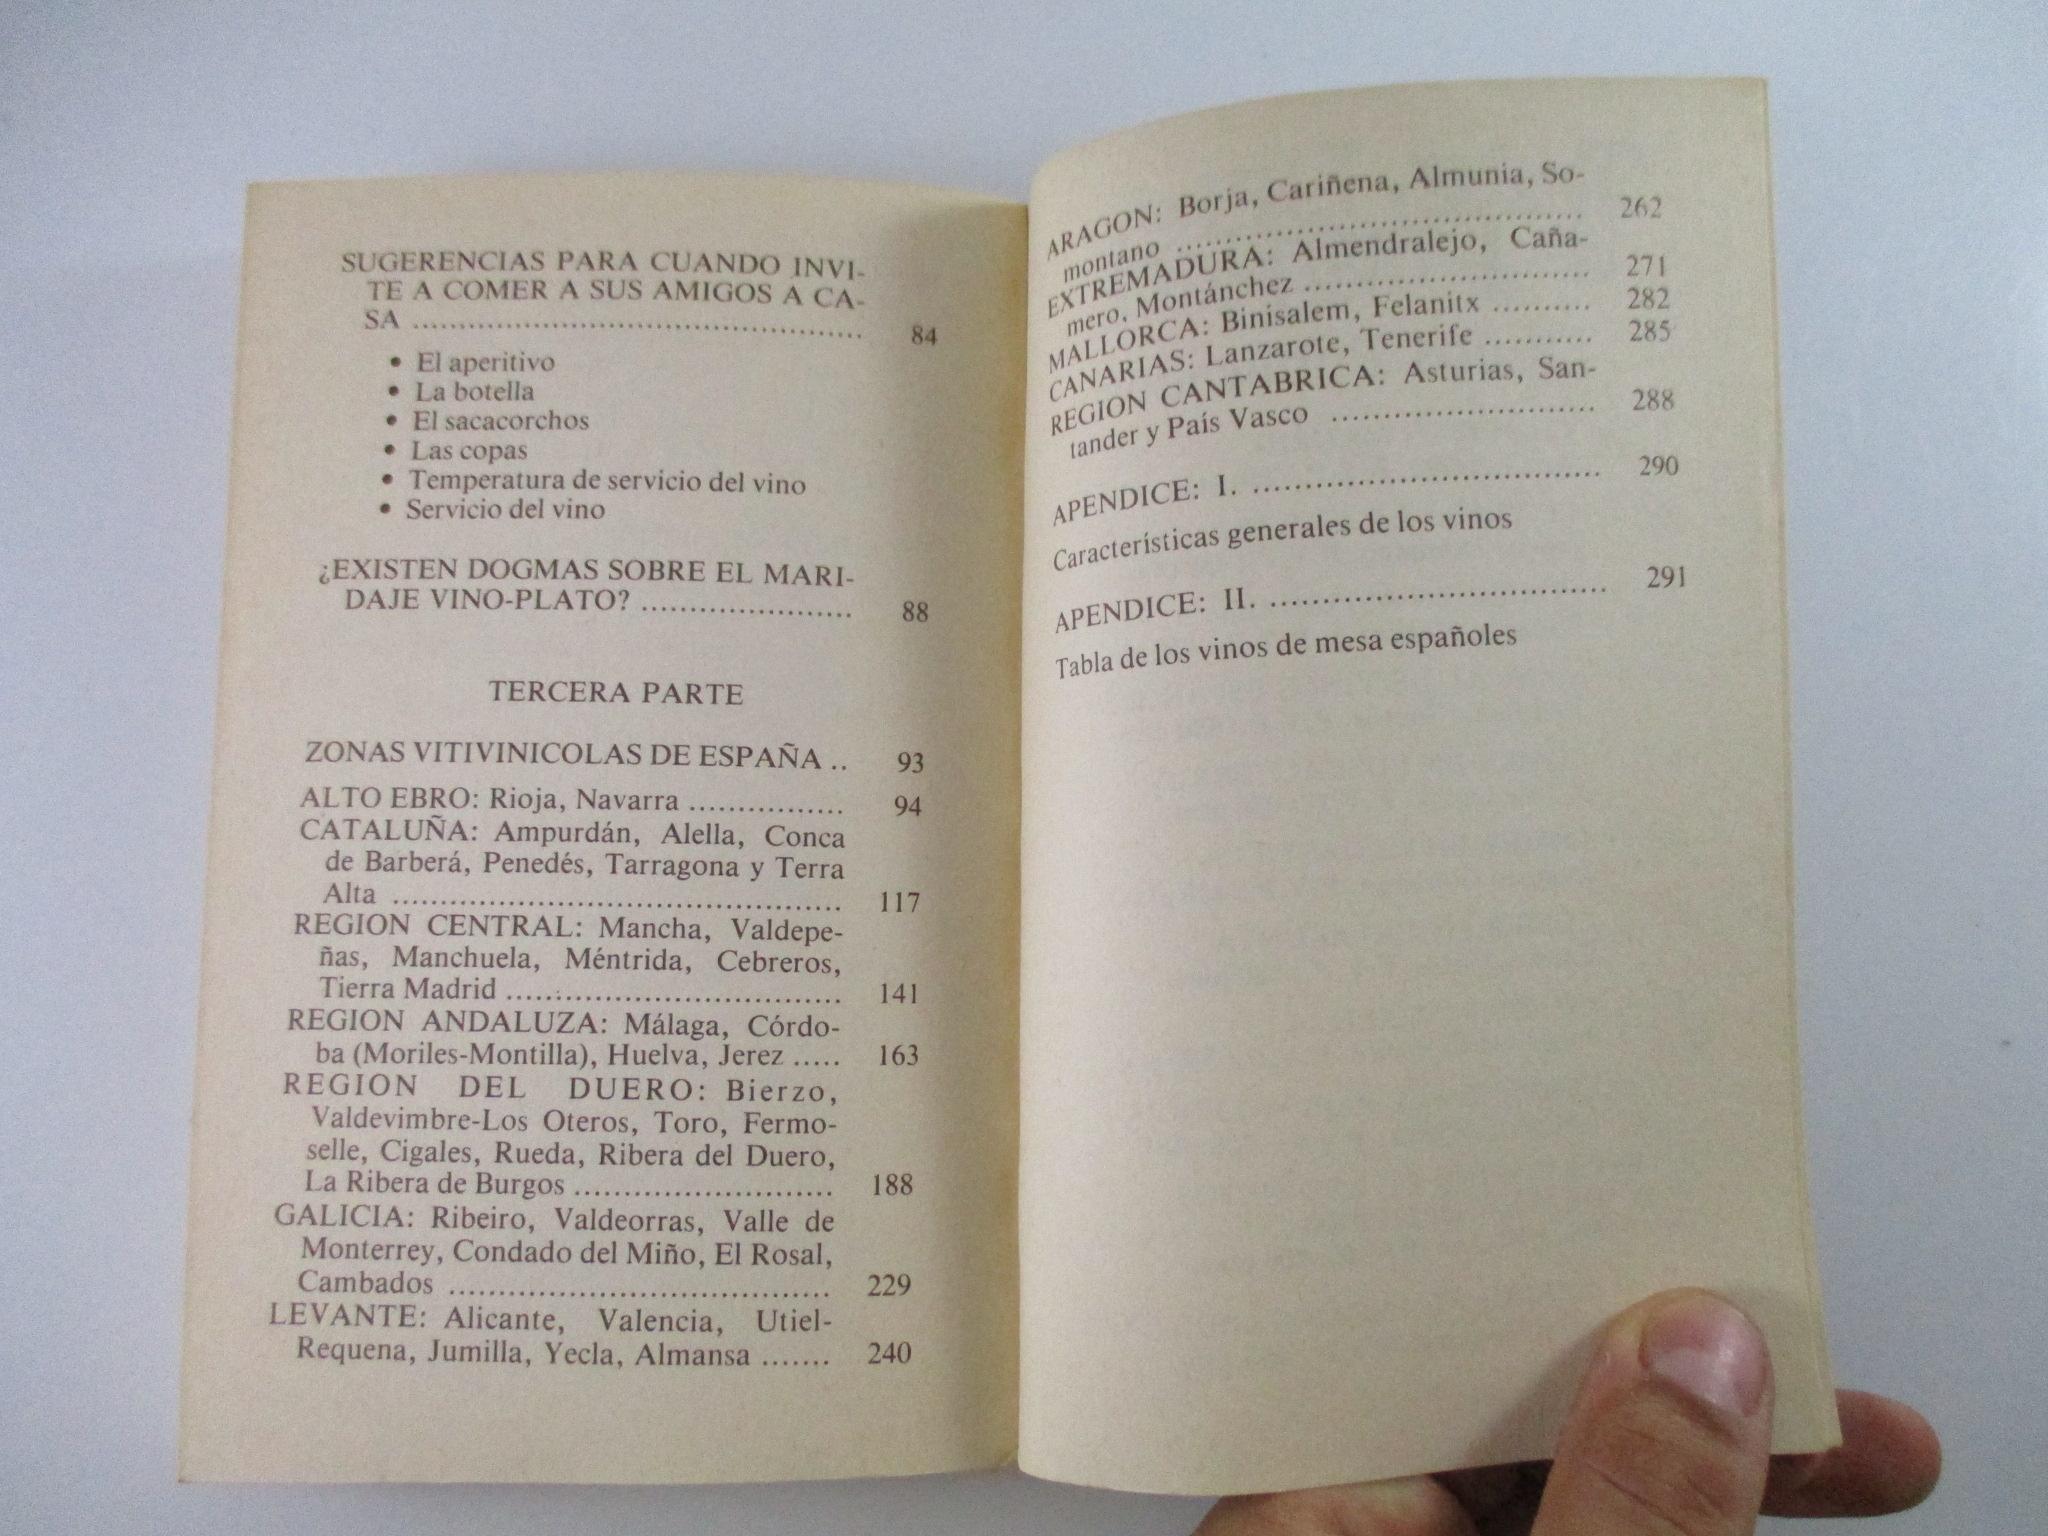 SUGERENCIAS PARA CUANDO INVI-
TE A COMER A SUS AMIGOS A CA-
SA ............................................. 84
• El aperitivo
• La botella
• El sacacorchos
• Las copas
• Temperatura de servicio del vino
• Servicio del vino
¿EXISTEN DOGMAS SOBRE EL MARI-
DAJE VINO-PLATO? ...................... 88
TERCERA PARTE
ZONAS VITIVINICOLAS DE ESPAÑA .. 93
ALTO EBRO: Rioja, Navarra ................ 94
CATALUÑA: Ampurdán, Alella, Conca
de Barberá, Penedés, Tarragona y Terra
Alta ............................................. 117
REGION CENTRAL: Mancha, Valdepe-
ñas, Manchuela, Méntrida, Cebreros,
Tierra Madrid .................................. 141
REGION ANDALUZA: Málaga, Córdo-
ba (Moriles-Montilla), Huelva, Jerez ..... 163
REGION DEL DUERO: Bierzo,
Valdevimbre-Los Oteros, Toro, Fermo-
selle, Cigales, Rueda, Ribera del Duero,
La Ribera de Burgos .......................... 188
GALICIA: Ribeiro, Valdeorras, Valle de
Monterrey, Condado del Miño, El Rosal,
Cambados ...................................... 229
LEVANTE: Alicante, Valencia, Utiel-
Requena, Jumilla, Yecla, Almansa ....... 240
ARAGON: Borja, Cariñena, Almunia, So-
montano ......................................... 262
EXTREMADURA: Almendralejo, Caña-
mero, Montánchez ............................. 271
MALLORCA: Binisalem, Felanitx .......... 282
CANARIAS: Lanzarote, Tenerife ........... 285
REGION CANTABRICA: Asturias, San-
tander y País Vasco ........................... 288
APENDICE: I. ................................... 290
Características generales de los vinos
APENDICE: II. .................................. 291
Tabla de los vinos de mesa españoles